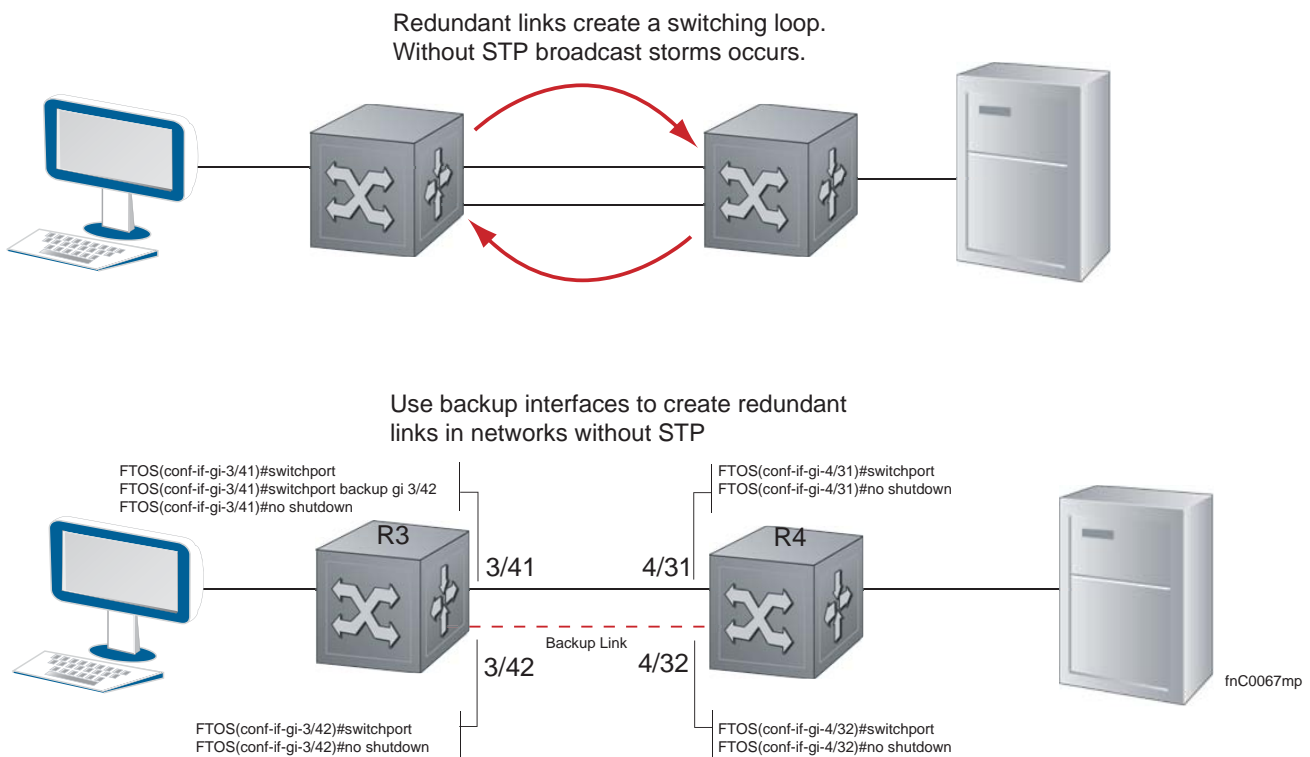 Redundant links create a switching loop.
Without STP broadcast storms occurs.
Use backup interfaces to create redundant
links in networks without STP
FTOS(conf-if-gi-3/41)#switchport
FTOS(conf-if-gi-3/41)#switchport backup gi 3/42
FTOS(conf-if-gi-3/41)#no shutdown
FTOS(conf-if-gi-4/31)#switchport
FTOS(conf-if-gi-4/31)#no shutdown
R3
R4
3/41
4/31
Backup Link
3/42
4/32
fnC0067mp
FTOS(conf-if-gi-3/42)#switchport
FTOS(conf-if-gi-3/42)#no shutdown
FTOS(conf-if-gi-4/32)#switchport
FTOS(conf-if-gi-4/32)#no shutdown